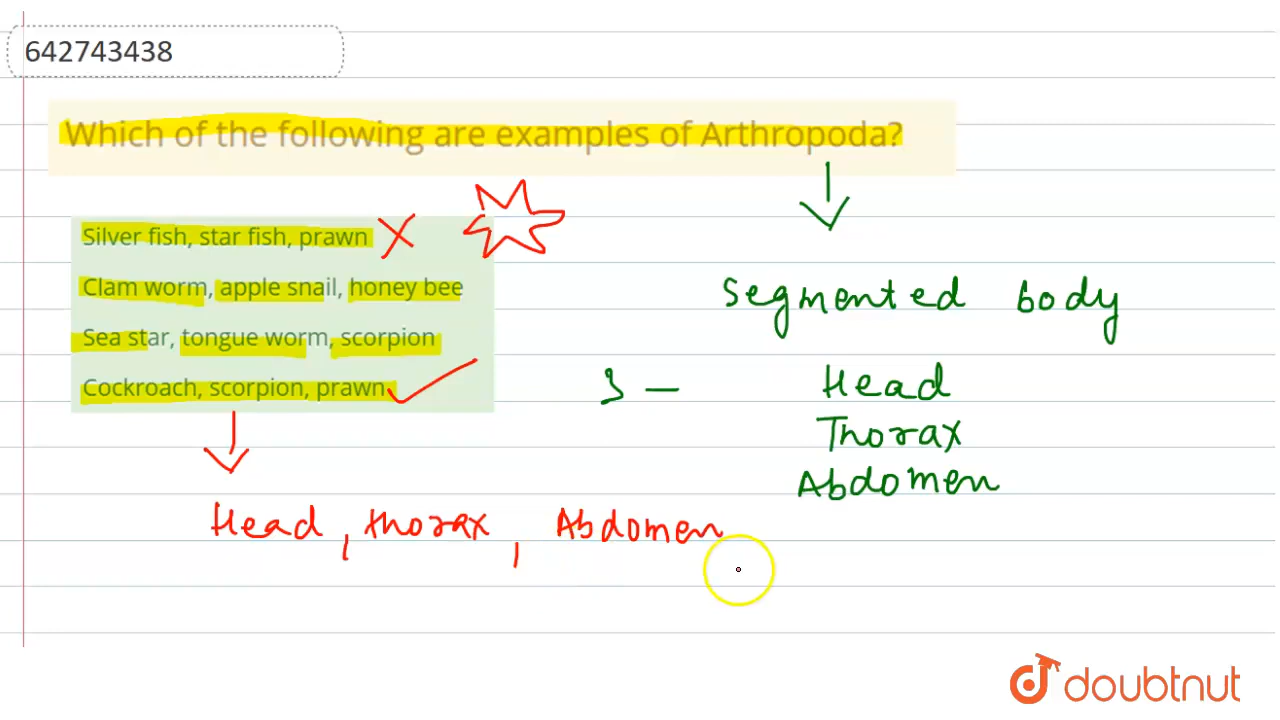 642743438
Which of the following are examples of Arthropoda?
Silver fish, star fish, prawn X
Clam worm, apple snail, honey bee
Sea star, tongue worm, scorpion
Cockroach, scorpion, prawn
Segmented body
3 — Head
Thorax
Abdomen
Head, thorax, Abdomen
doubtnut